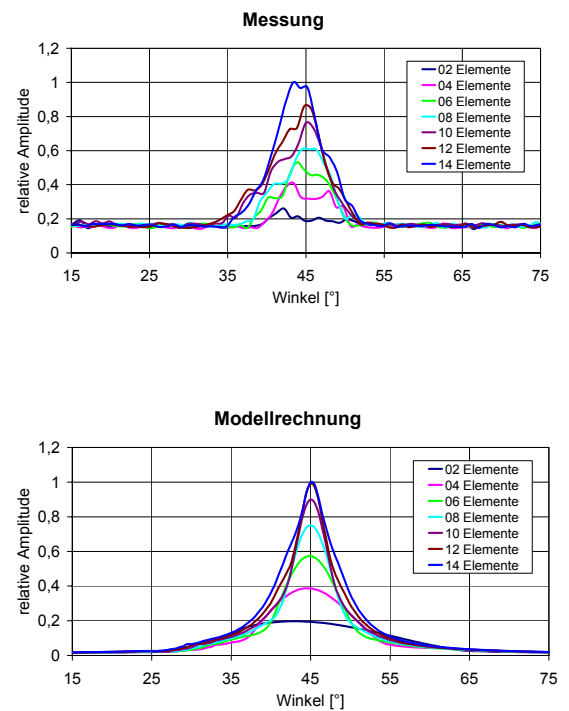 Messung
1,2
1
0,8
0,6
0,4
0,2
0
relative Amplitude
02 Elemente
04 Elemente
06 Elemente
08 Elemente
10 Elemente
12 Elemente
14 Elemente
15 25 35 45 55 65 75
Winkel [°]
Modellrechnung
1,2
1
0,8
0,6
0,4
0,2
0
relative Amplitude
02 Elemente
04 Elemente
06 Elemente
08 Elemente
10 Elemente
12 Elemente
14 Elemente
15 25 35 45 55 65 75
Winkel [°]